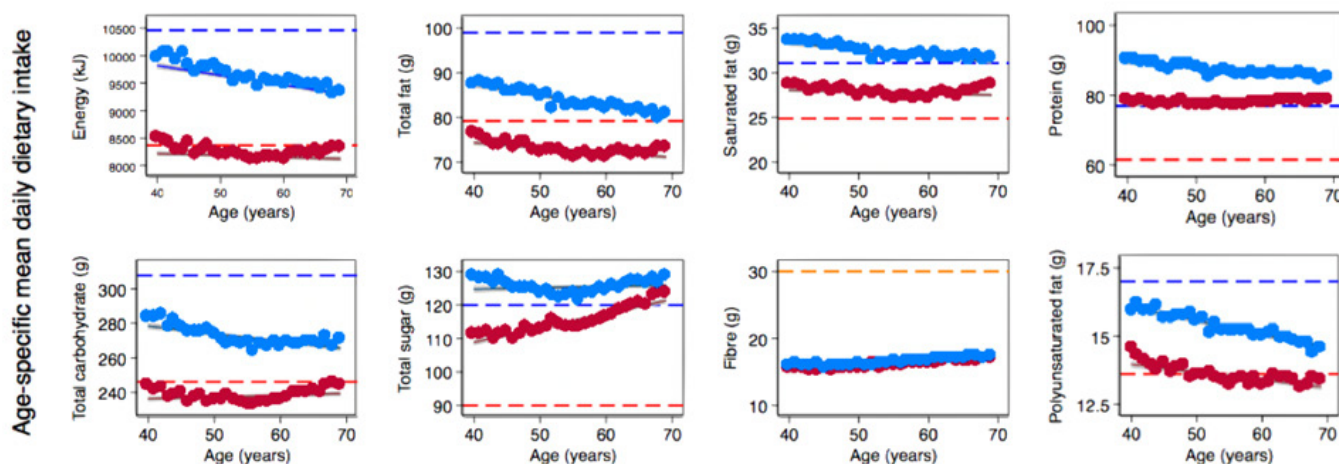 Age-specific mean daily dietary intake
Energy (kJ)
10500
10000
9500
9000
8500
8000
40 50 60 70
Age (years)
Total fat (g)
100
90
80
70
40 50 60 70
Age (years)
Saturated fat (g)
35
30
25
20
40 50 60 70
Age (years)
Protein (g)
100
80
60
40 50 60 70
Age (years)
Total carbohydrate (g)
300
280
260
240
40 50 60 70
Age (years)
Total sugar (g)
130
120
110
100
90
40 50 60 70
Age (years)
Fibre (g)
30
20
10
40 50 60 70
Age (years)
Polyunsaturated fat (g)
17.5
15
13.5
12.5
40 50 60 70
Age (years)